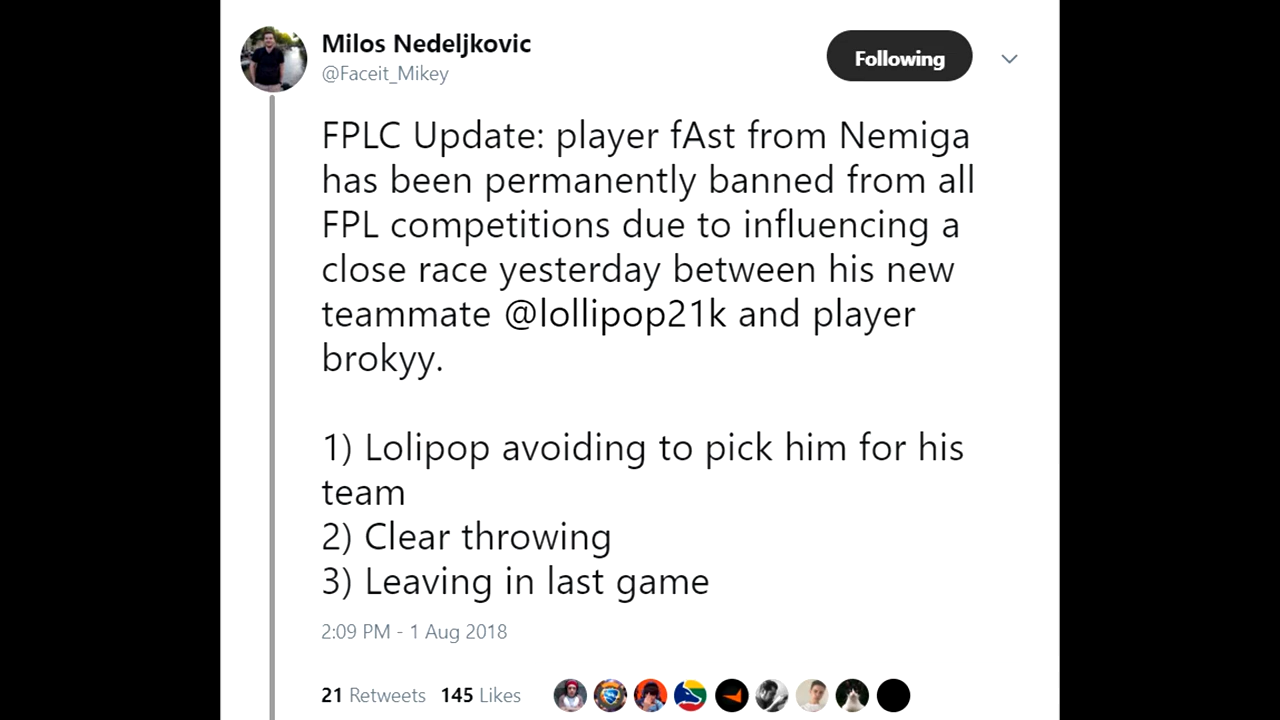 Milos Nedeljkovic
@Faceit_Mikey
Following
FPLC Update: player fAst from Nemiga
has been permanently banned from all
FPL competitions due to influencing a
close race yesterday between his new
teammate @lollipop21k and player
brokyy.
1) Lolipop avoiding to pick him for his
team
2) Clear throwing
3) Leaving in last game
2:09 PM - 1 Aug 2018
21 Retweets 145 Likes